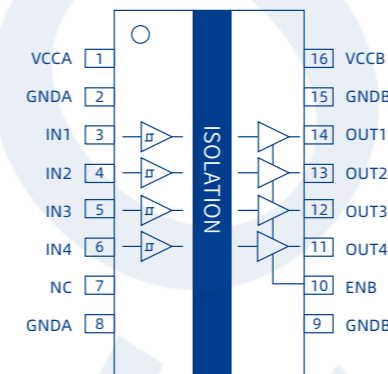 VCCA 1 16 VCCB
GNDA 2 15 GNDB
IN1 3 14 OUT1
IN2 4 13 OUT2
IN3 5 12 OUT3
IN4 6 11 OUT4
NC 7 10 ENB
GNDA 8 9 GNDB
ISOLATION